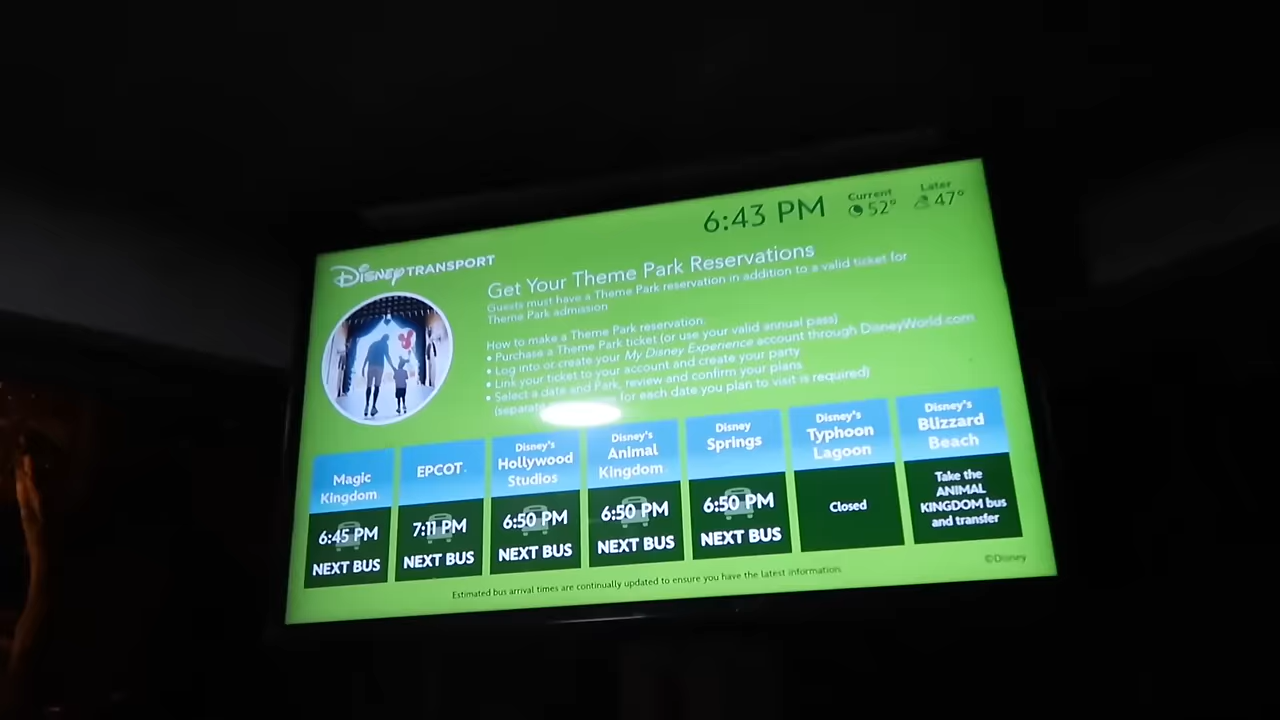 6:43 PM
Current
52°
Later
47°
DISNEY TRANSPORT
Get Your Theme Park Reservations
Guests must have a Theme Park reservation in addition to a valid ticket for
Theme Park admission
How to make a Theme Park reservation.
• Purchase a Theme Park ticket (or use your valid annual pass)
• Log into or create your My Disney Experience account through DisneyWorld.com
• Link your ticket to your account and create your party
• Select a date and Park, review and confirm your plans
(separate for each date you plan to visit is required)
Magic
Kingdom
6:45 PM
NEXT BUS
EPCOT
7:11 PM
NEXT BUS
Disney's
Hollywood
Studios
6:50 PM
NEXT BUS
Disney's
Animal
Kingdom
6:50 PM
NEXT BUS
Disney
Springs
6:50 PM
NEXT BUS
Disney's
Typhoon
Lagoon
Closed
Disney's
Blizzard
Beach
Take the
ANIMAL
KINGDOM bus
and transfer
©Disney
Estimated bus arrival times are continually updated to ensure you have the latest information.